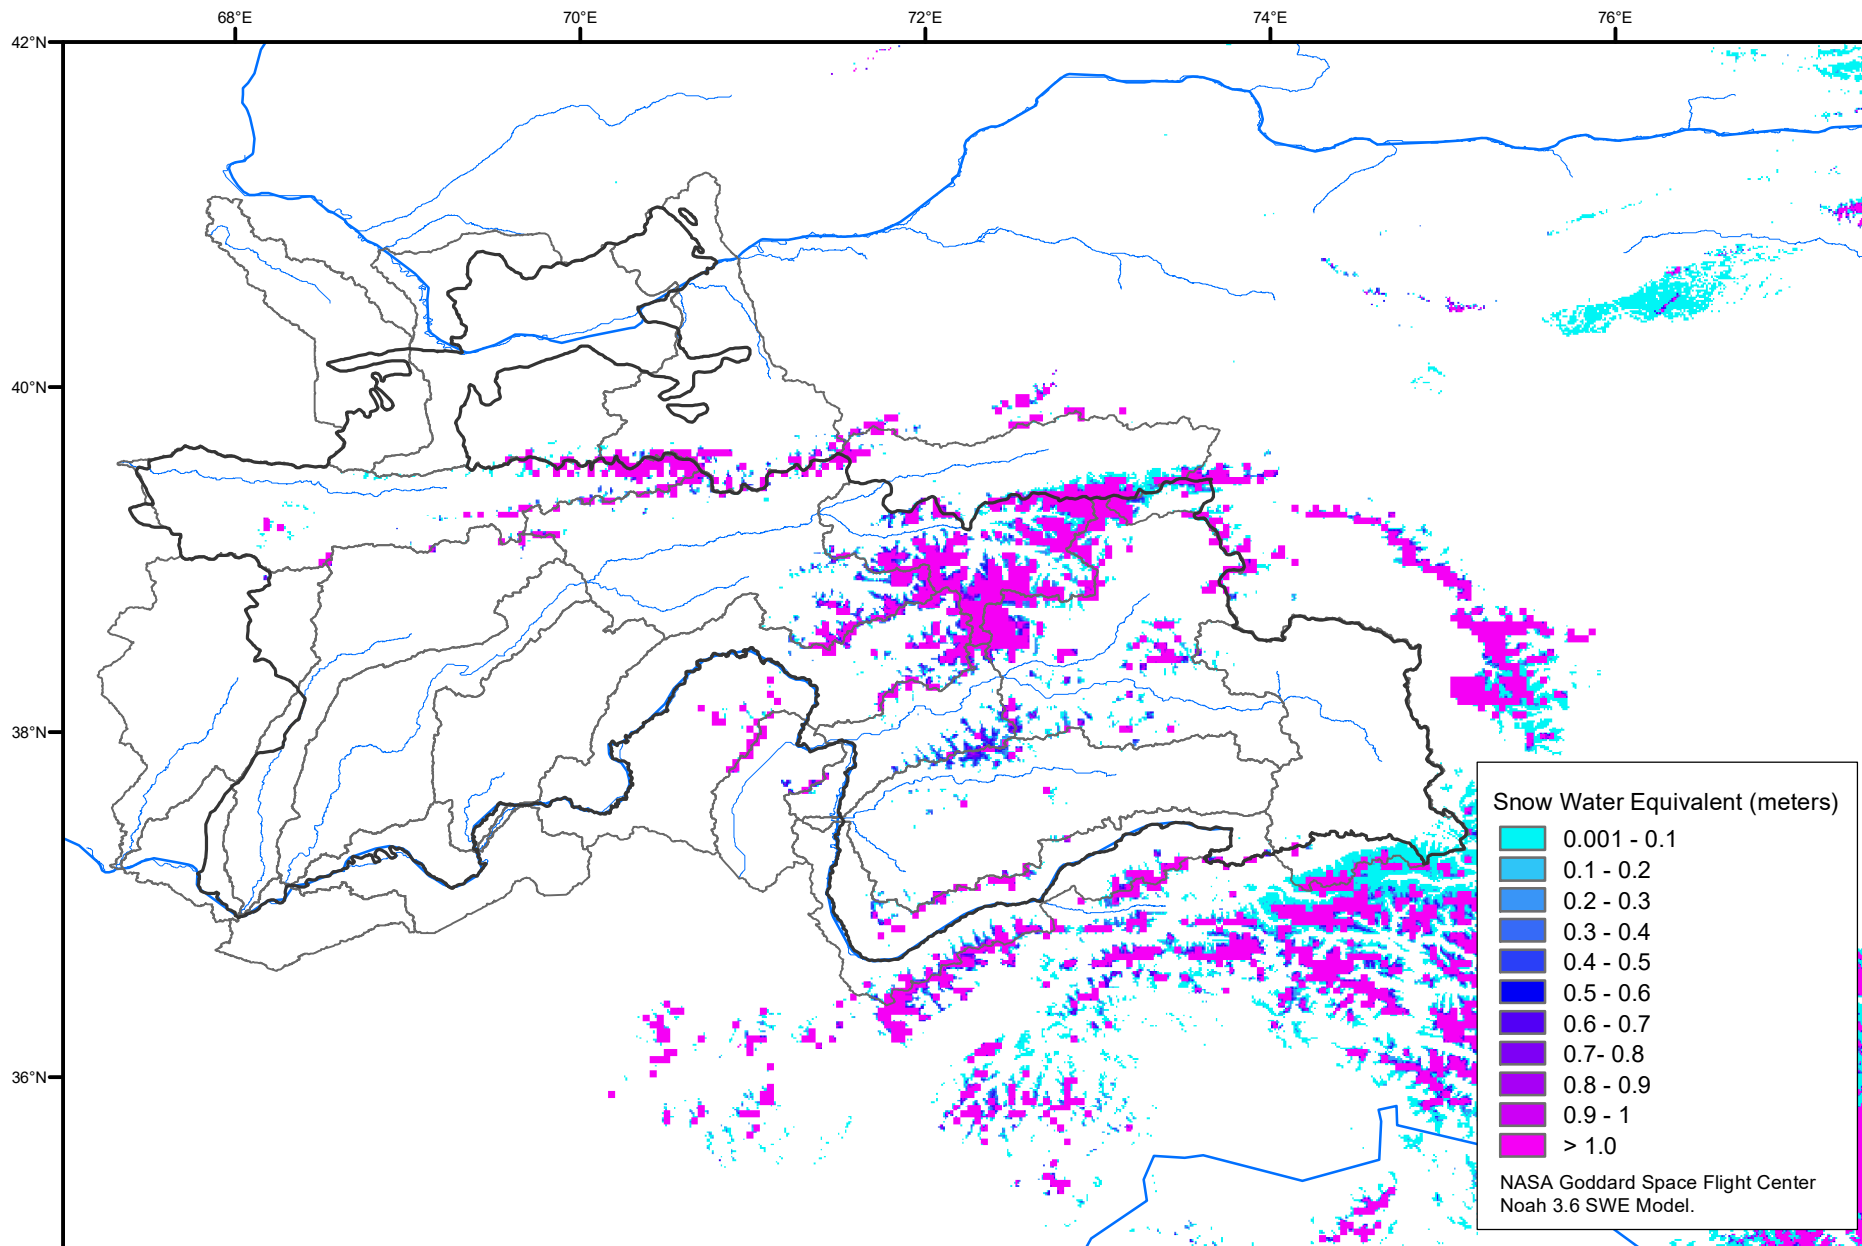 68°E 70°E 72°E 74°E 76°E
42°N
40°N
38°N
36°N
Snow Water Equivalent (meters)
0.001 - 0.1
0.1 - 0.2
0.2 - 0.3
0.3 - 0.4
0.4 - 0.5
0.5 - 0.6
0.6 - 0.7
0.7- 0.8
0.8 - 0.9
0.9 - 1
> 1.0
NASA Goddard Space Flight Center
Noah 3.6 SWE Model.